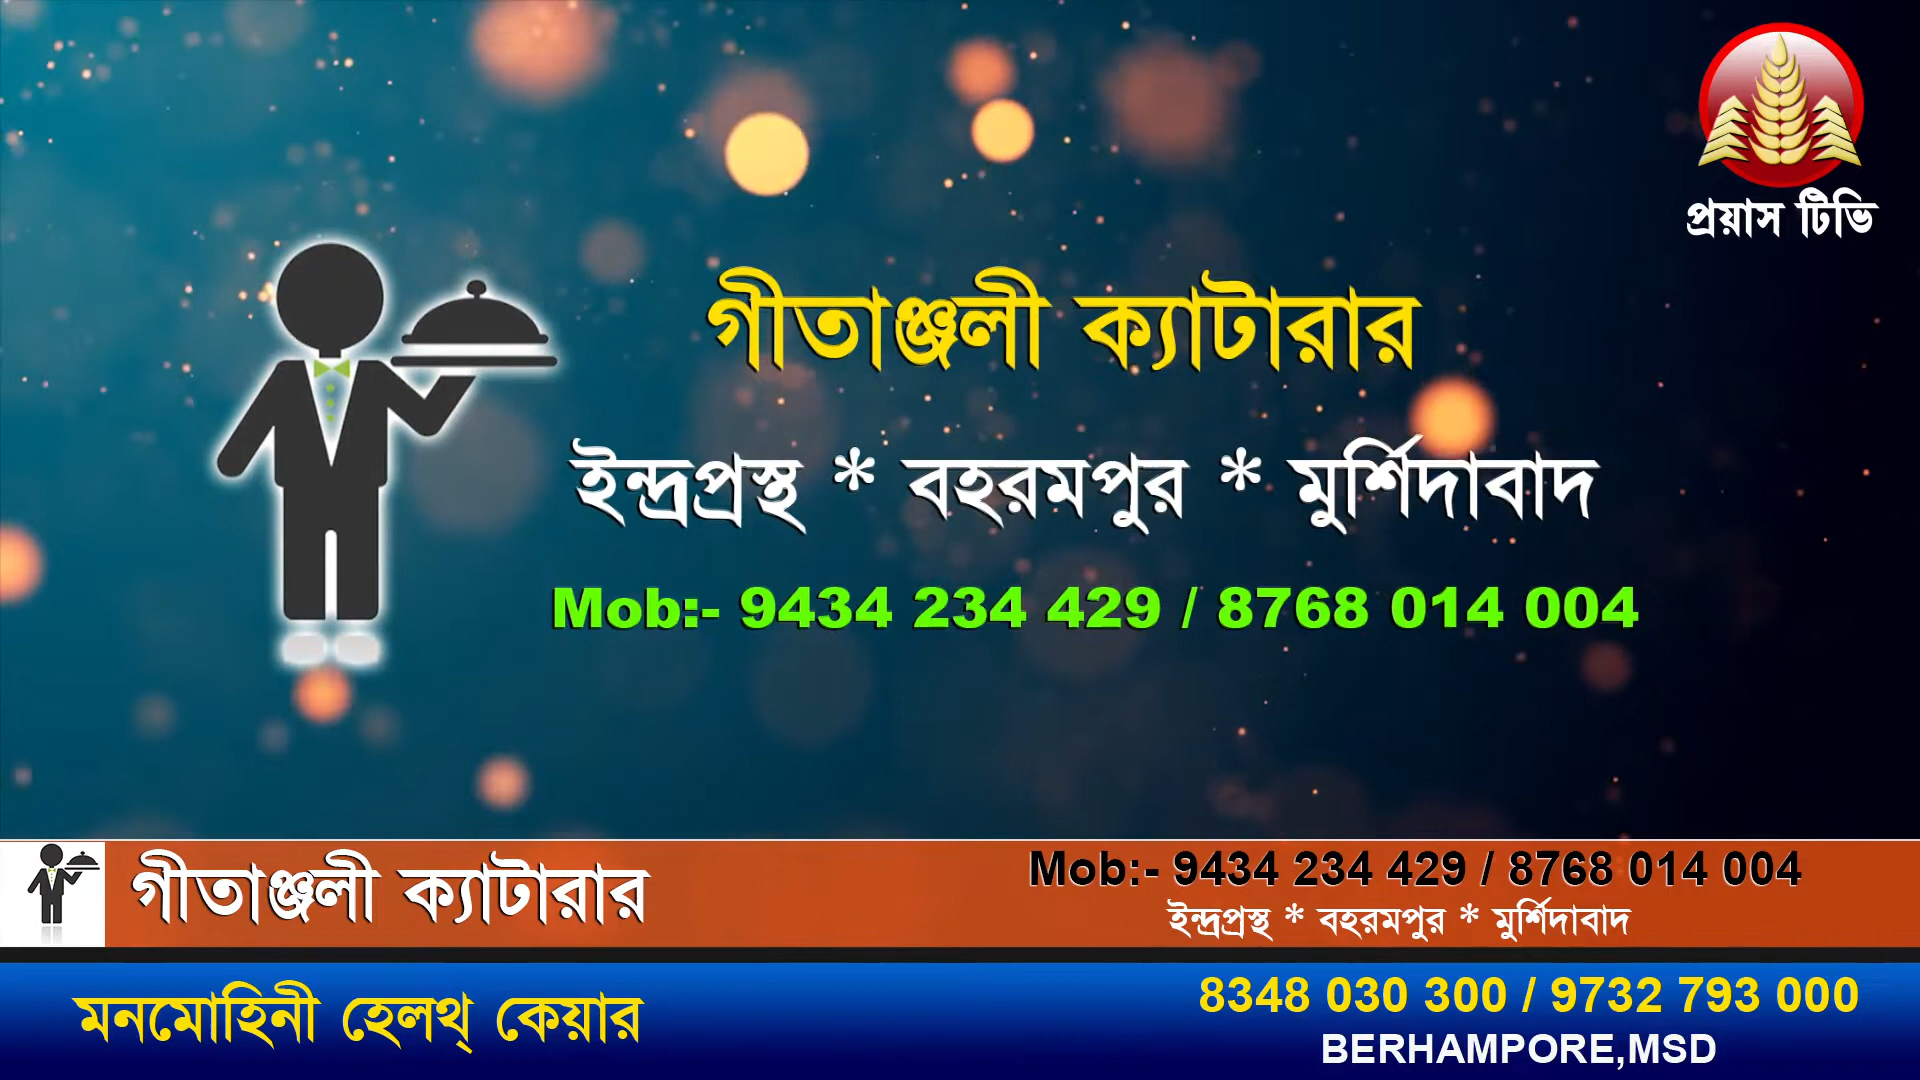 প্রয়াস টিভি
গীতাঞ্জলী ক্যাটারার
ইন্দ্রপ্রস্থ * বহরমপুর * মুর্শিদাবাদ
Mob:- 9434 234 429 / 8768 014 004
গীতাঞ্জলী ক্যাটারার
Mob:- 9434 234 429 / 8768 014 004
ইন্দ্রপ্রস্থ * বহরমপুর * মুর্শিদাবাদ
মনমোহিনী হেলথ্ কেয়ার
8348 030 300 / 9732 793 000
BERHAMPORE,MSD